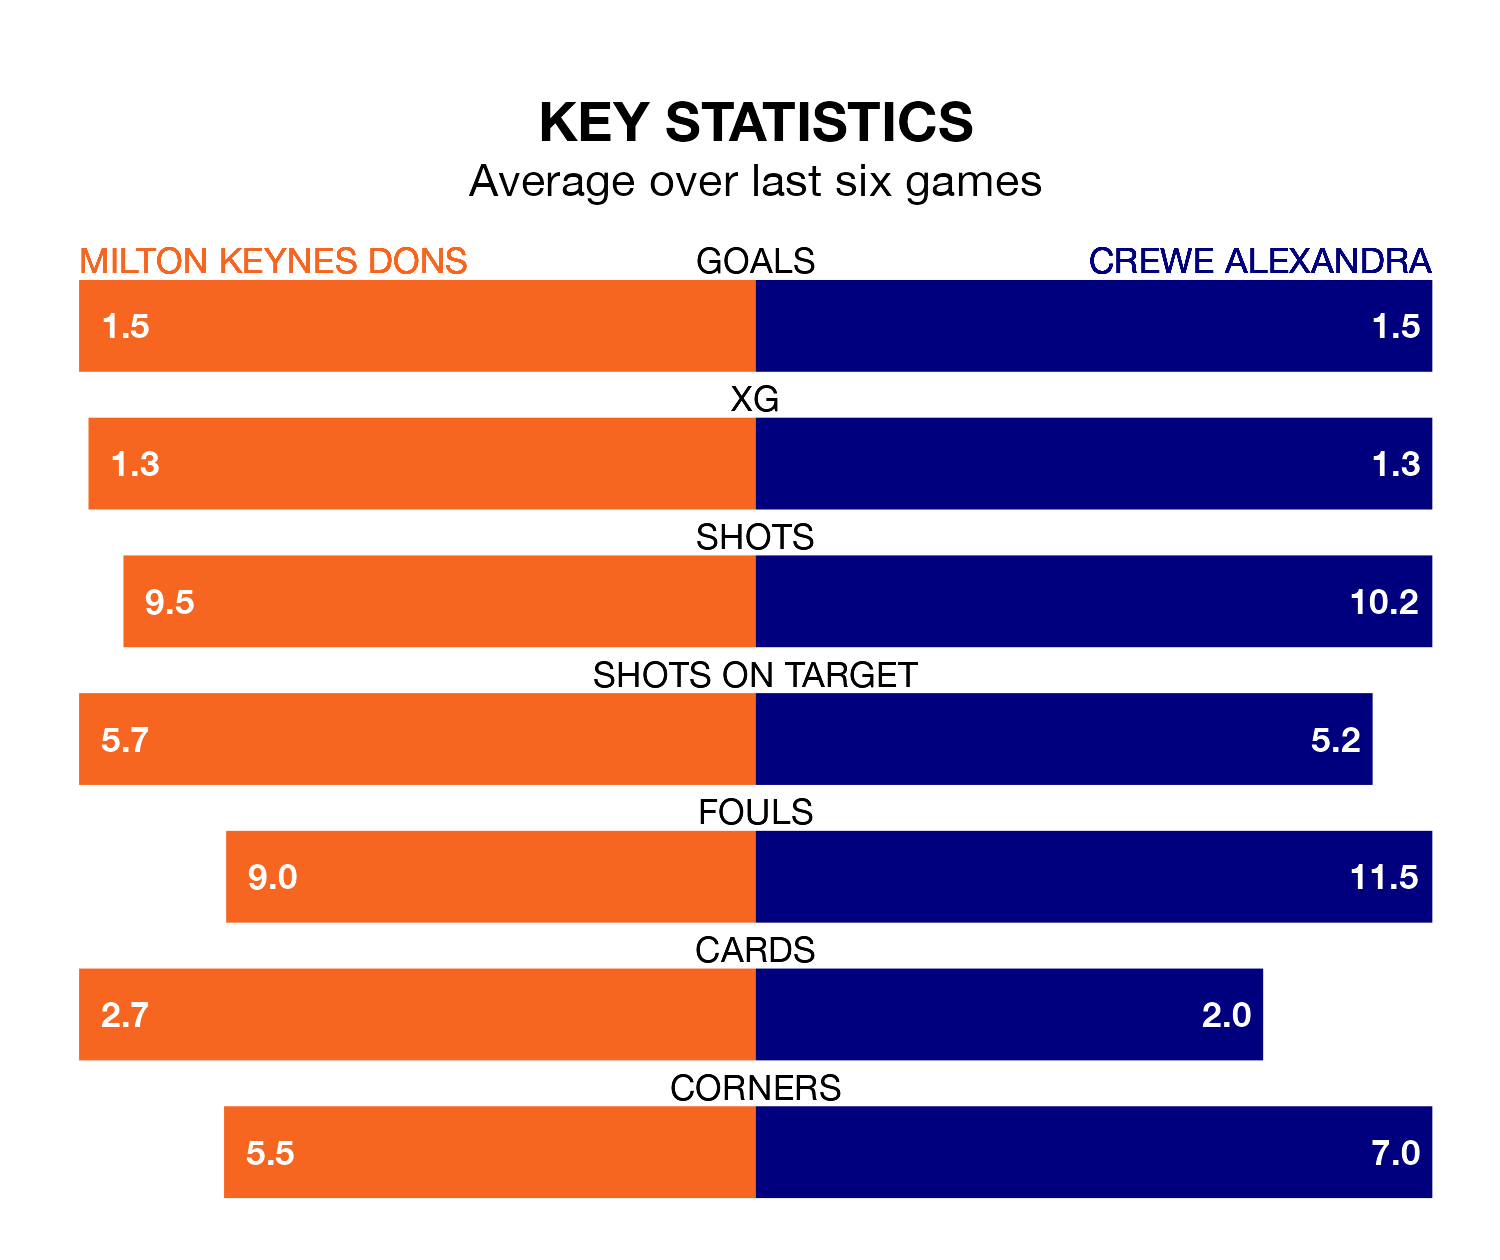 KEY STATISTICS
Average over last six games
MILTON KEYNES DONS GOALS CREWE ALEXANDRA
1.5 1.5
XG
1.3 1.3
SHOTS
9.5 10.2
SHOTS ON TARGET
5.7 5.2
FOULS
9.0 11.5
CARDS
2.7 2.0
CORNERS
5.5 7.0